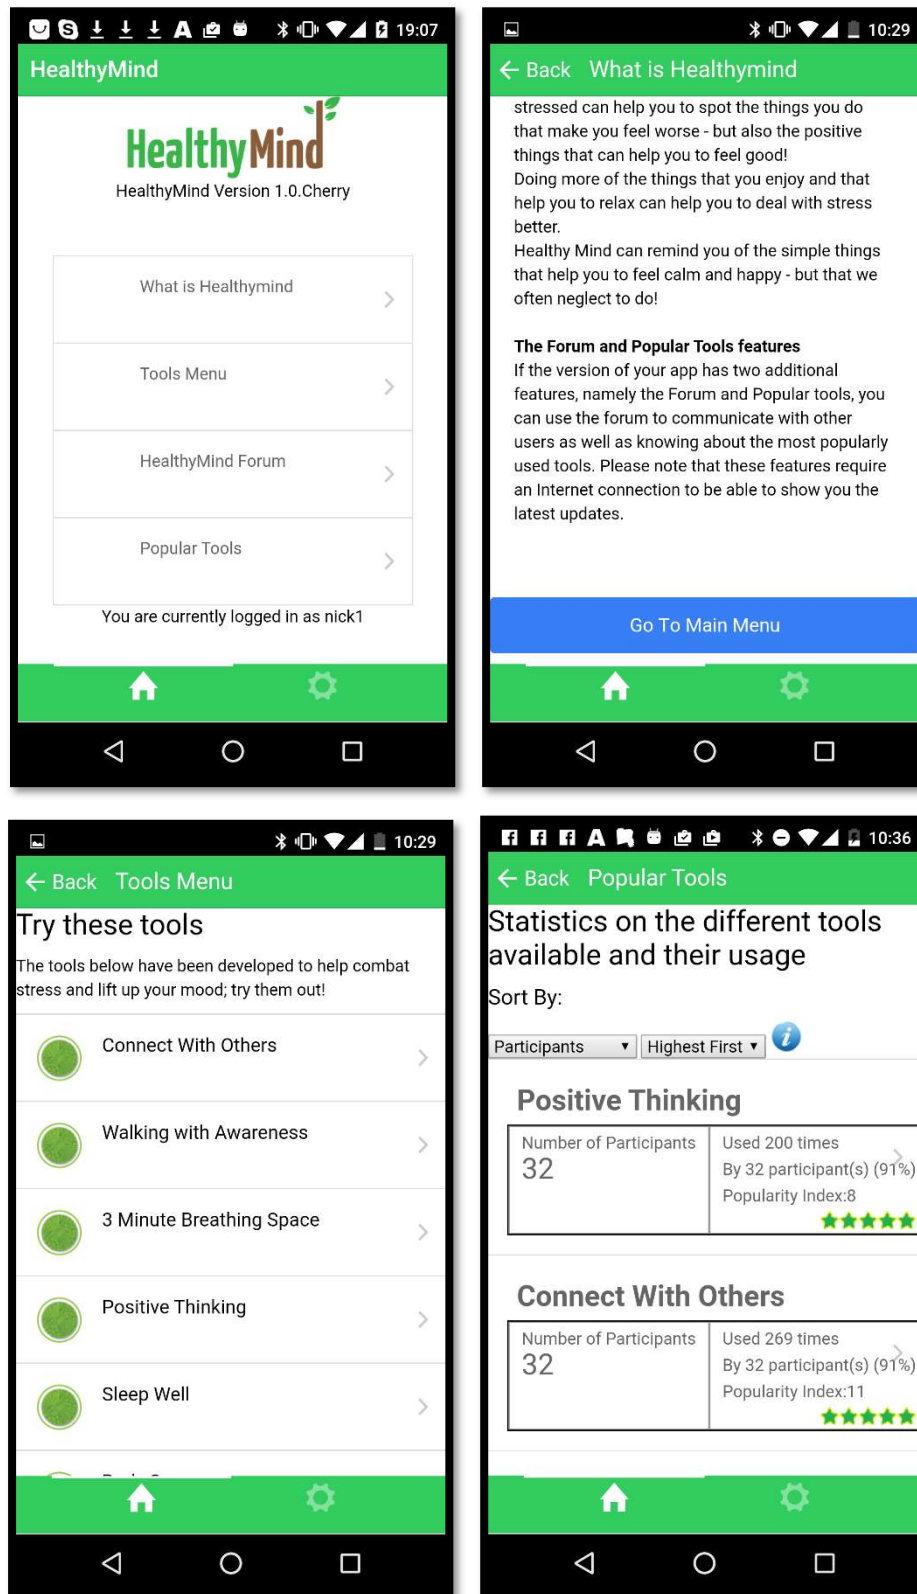 19:07
HealthyMind
HealthyMind
HealthyMind Version 1.0.Cherry
What is Healthymind
Tools Menu
HealthyMind Forum
Popular Tools
You are currently logged in as nick1
10:29
Back What is Healthymind
stressed can help you to spot the things you do
that make you feel worse - but also the positive
things that can help you to feel good!
Doing more of the things that you enjoy and that
help you to relax can help you to deal with stress
better.
Healthy Mind can remind you of the simple things
that help you to feel calm and happy - but that we
often neglect to do!
The Forum and Popular Tools features
If the version of your app has two additional
features, namely the Forum and Popular tools, you
can use the forum to communicate with other
users as well as knowing about the most popularly
used tools. Please note that these features require
an Internet connection to be able to show you the
latest updates.
Go To Main Menu
10:29
Back Tools Menu
Try these tools
The tools below have been developed to help combat
stress and lift up your mood; try them out!
Connect With Others
Walking with Awareness
3 Minute Breathing Space
Positive Thinking
Sleep Well
10:36
Back Popular Tools
Statistics on the different tools
available and their usage
Sort By:
Participants Highest First
Positive Thinking
Number of Participants
32
Used 200 times
By 32 participant(s) (91%)
Popularity Index:8
Connect With Others
Number of Participants
32
Used 269 times
By 32 participant(s) (91%)
Popularity Index:11